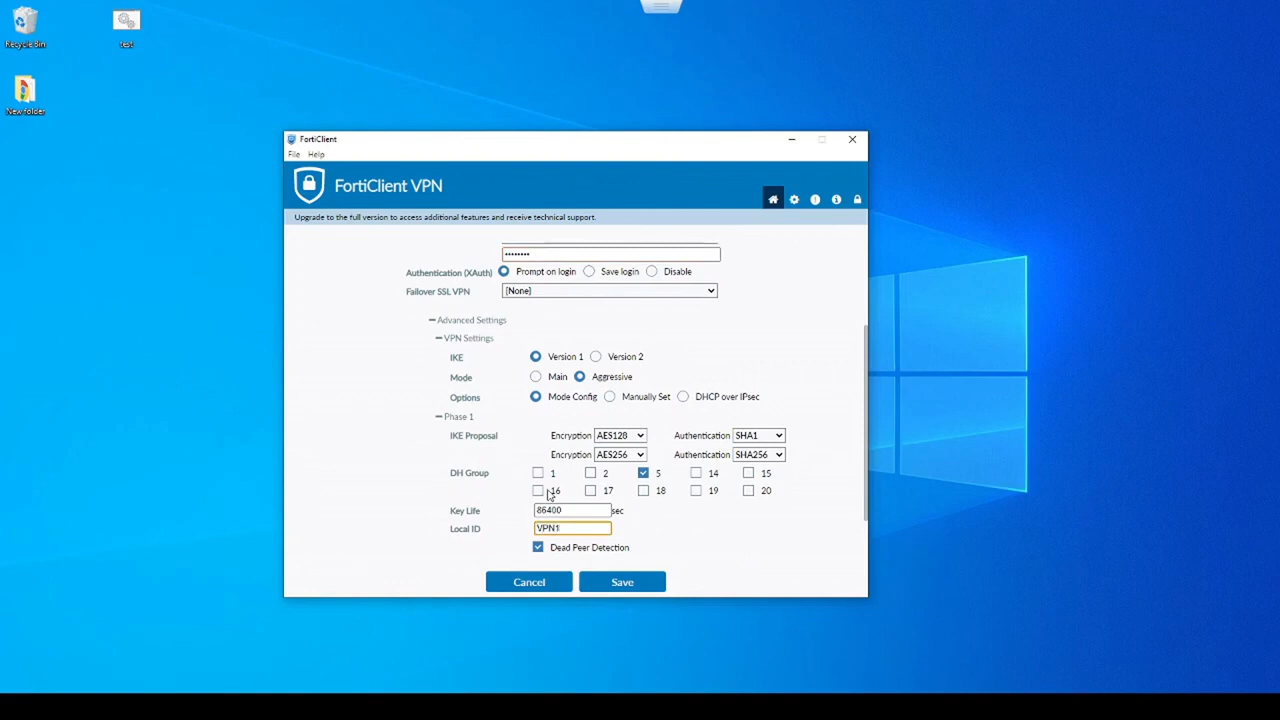 Recycle Bin
test
New folder
FortiClient
File Help
FortiClient VPN
Upgrade to the full version to access additional features and receive technical support.
••••••••
Authentication (XAuth) Prompt on login Save login Disable
Failover SSL VPN [None]
Advanced Settings
VPN Settings
IKE Version 1 Version 2
Mode Main Aggressive
Options Mode Config Manually Set DHCP over IPsec
Phase 1
IKE Proposal Encryption AES128 Authentication SHA1
Encryption AES256 Authentication SHA256
DH Group 1 2 5 14 15
16 17 18 19 20
Key Life 86400 sec
Local ID VPN1
Dead Peer Detection
Cancel Save